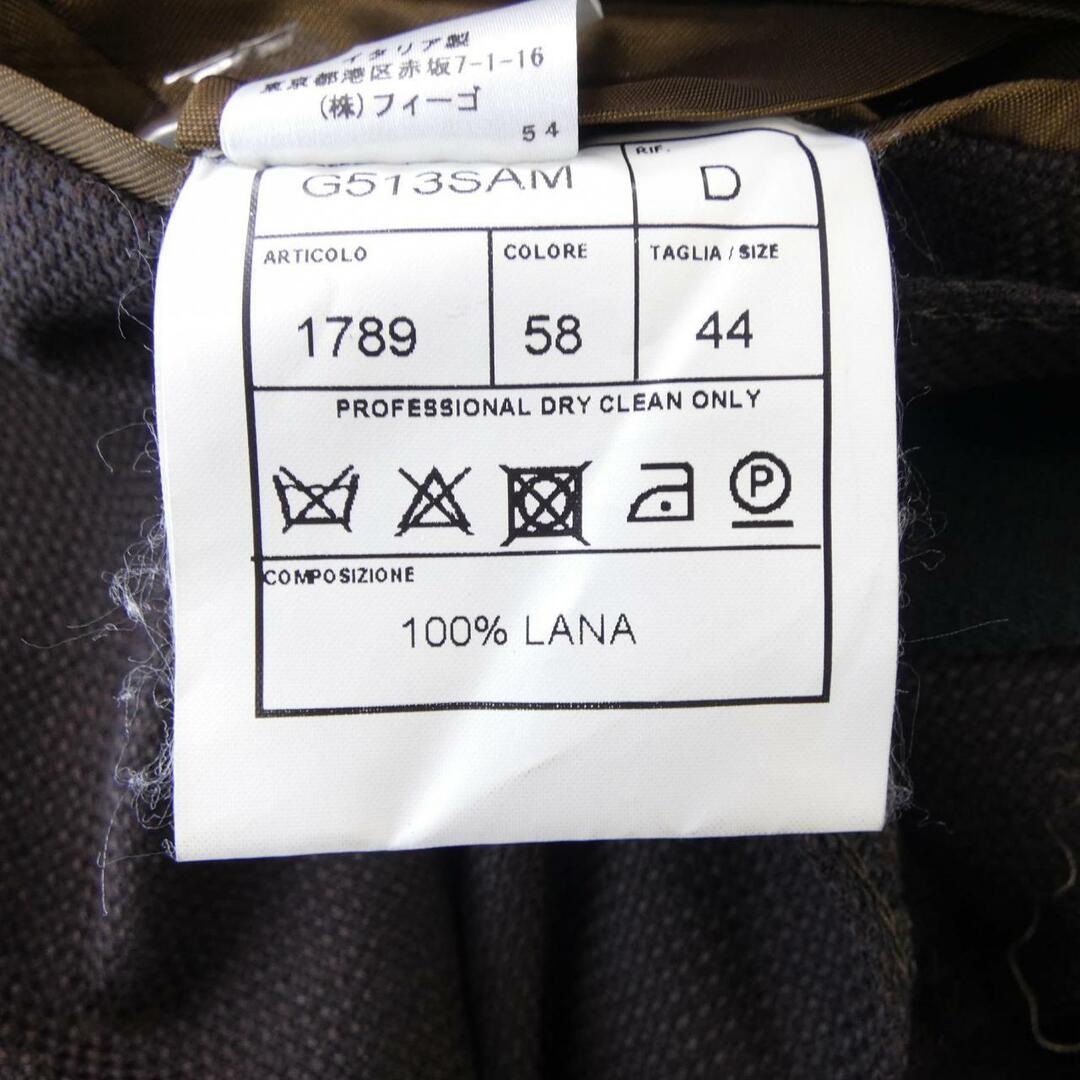 イタリア製
東京都港区赤坂7-1-16
(株)フィーゴ
54
RIF.
G513SAM D
ARTICOLO COLORE TAGLIA / SIZE
1789 58 44
PROFESSIONAL DRY CLEAN ONLY
P
COMPOSIZIONE
100% LANA